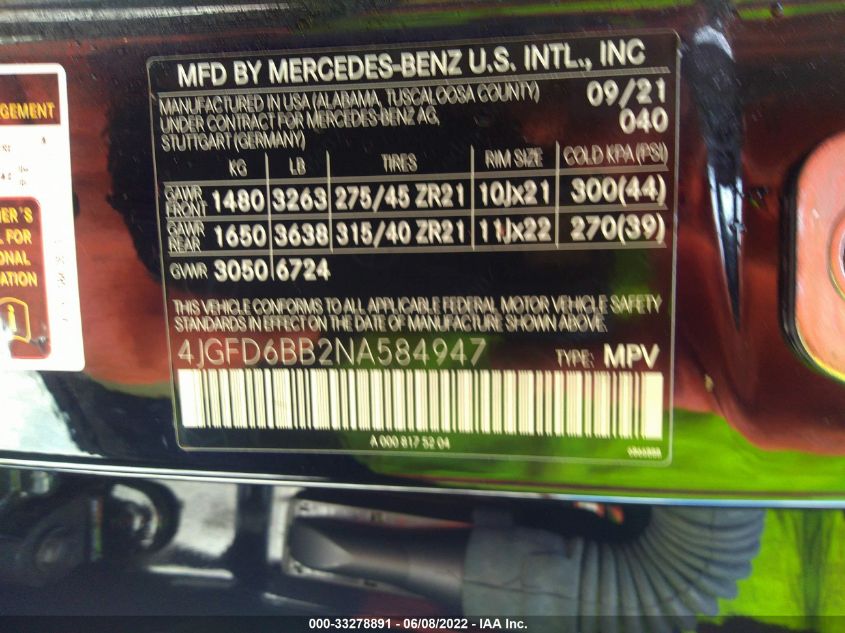 MFD BY MERCEDES-BENZ U.S. INTL., INC
MANUFACTURED IN USA (ALABAMA, TUSCALOOSA COUNTY) 09/21
UNDER CONTRACT FOR MERCEDES-BENZ AG, 040
STUTTGART (GERMANY)
KG LB TIRES RIM SIZE COLD KPA (PSI)
GAWR FRONT 1480 3263 275/45 ZR21 10Jx21 300(44)
GAWR REAR 1650 3638 315/40 ZR21 11Jx22 270(39)
GVWR 3050 6724
THIS VEHICLE CONFORMS TO ALL APPLICABLE FEDERAL MOTOR VEHICLE SAFETY
STANDARDS IN EFFECT ON THE DATE OF MANUFACTURE SHOWN ABOVE.
4JGFD6BB2NA584947 TYPE: MPV
A 000 817 52 04
GEMENT
ER'S
FOR
ONAL
ATION
000-33278891 - 06/08/2022 - IAA Inc.